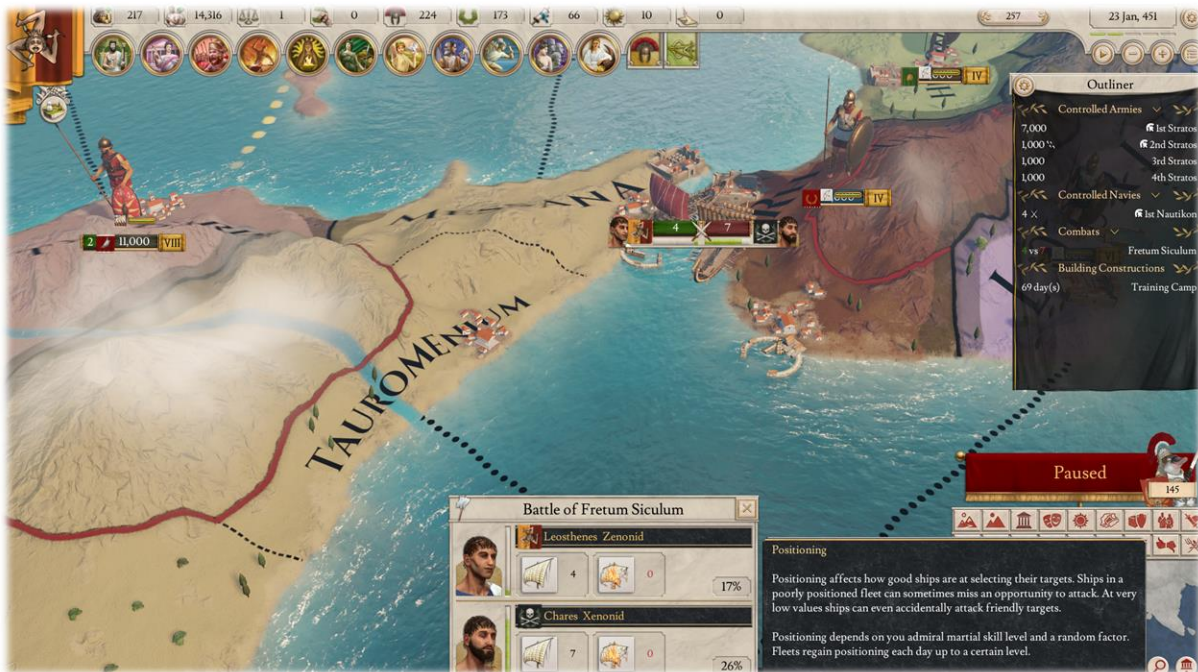 217 14,316 1 0 224 173 66 10 0
257
23 Jan, 451
IV
Outliner
Controlled Armies
7,000 1st Stratos
1,000 2nd Stratos
1,000 3rd Stratos
1,000 4th Stratos
Controlled Navies
4 1st Nautikon
Combats
vs Fretum Siculum
Building Constructions
69 day(s) Training Camp
IV
4 7
2 11,000 VIII
TAUROMENIUM
Paused
145
Battle of Fretum Siculum
Leosthenes Zenonid
4 0
17%
Chares Xenonid
7 0
26%
Positioning
Positioning affects how good ships are at selecting their targets. Ships in a
poorly positioned fleet can sometimes miss an opportunity to attack. At very
low values ships can even accidentally attack friendly targets.
Positioning depends on you admiral martial skill level and a random factor.
Fleets regain positioning each day up to a certain level.